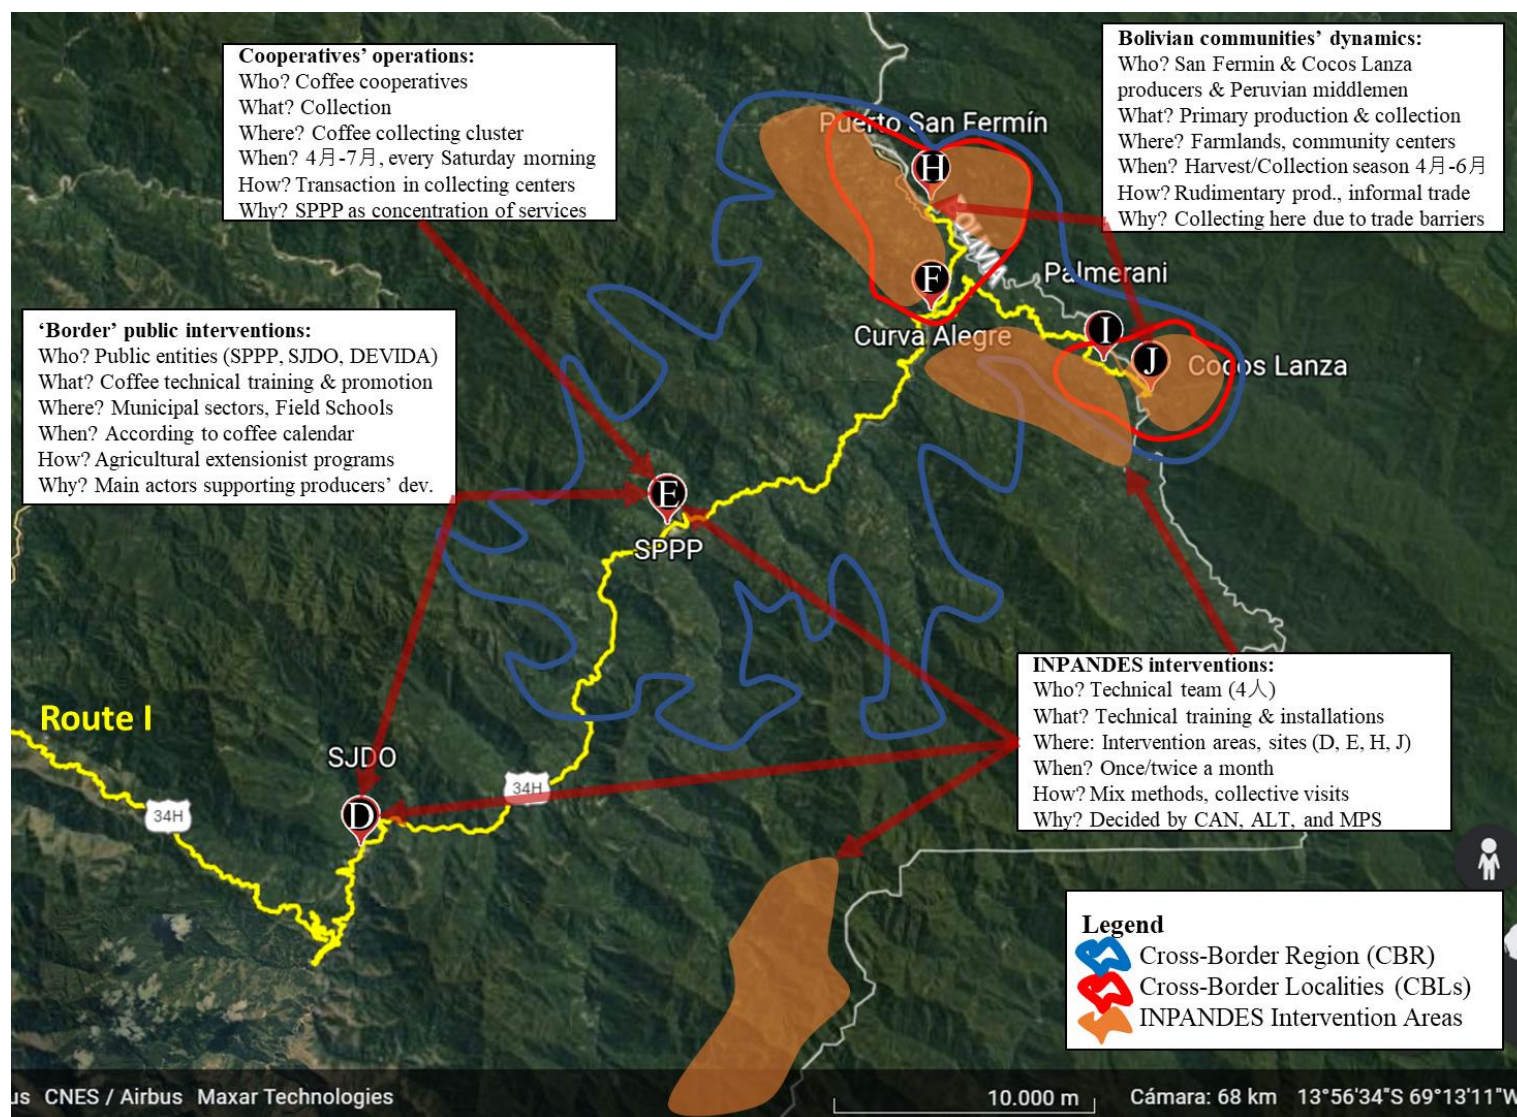 Cooperatives' operations:
Who? Coffee cooperatives
What? Collection
Where? Coffee collecting cluster
When? 4月-7月, every Saturday morning
How? Transaction in collecting centers
Why? SPPP as concentration of services
Bolivian communities' dynamics:
Who? San Fermin & Cocos Lanza
producers & Peruvian middlemen
What? Primary production & collection
Where? Farmlands, community centers
When? Harvest/Collection season 4月-6月
How? Rudimentary prod., informal trade
Why? Collecting here due to trade barriers
Puerto San Fermín
H
BOLIVIA
F
Palmerani
Curva Alegre
I
J
Cocos Lanza
'Border' public interventions:
Who? Public entities (SPPP, SJDO, DEVIDA)
What? Coffee technical training & promotion
Where? Municipal sectors, Field Schools
When? According to coffee calendar
How? Agricultural extensionist programs
Why? Main actors supporting producers' dev.
E
SPPP
INPANDES interventions:
Who? Technical team (4人)
What? Technical training & installations
Where: Intervention areas, sites (D, E, H, J)
When? Once/twice a month
How? Mix methods, collective visits
Why? Decided by CAN, ALT, and MPS
Route I
SJDO
34H
34H
D
Legend
Cross-Border Region (CBR)
Cross-Border Localities (CBLs)
INPANDES Intervention Areas
us CNES / Airbus Maxar Technologies
10.000 m
Cámara: 68 km 13°56'34"S 69°13'11"W